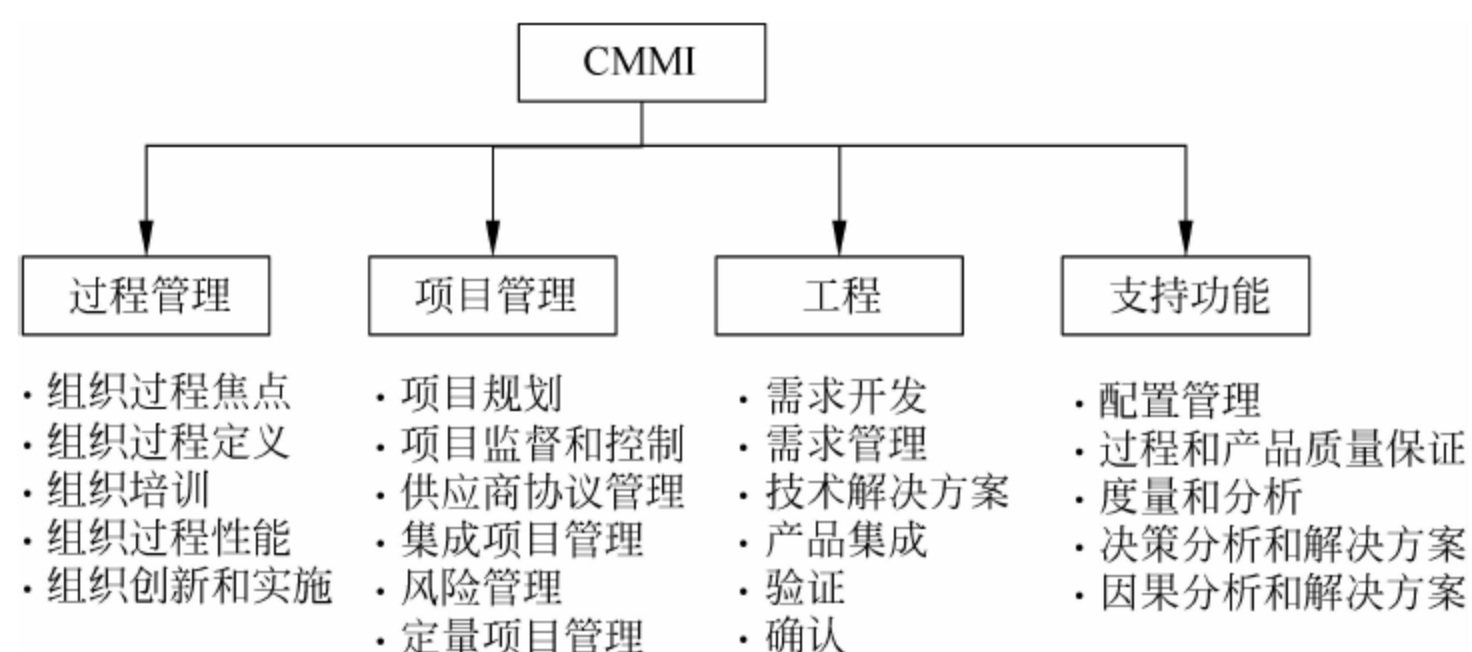 CMMI
过程管理
项目管理
工程
支持功能
·组织过程焦点
·组织过程定义
·组织培训
·组织过程性能
·组织创新和实施
·项目规划
·项目监督和控制
·供应商协议管理
·集成项目管理
·风险管理
·定量项目管理
·需求开发
·需求管理
·技术解决方案
·产品集成
·验证
·确认
·配置管理
·过程和产品质量保证
·度量和分析
·决策分析和解决方案
·因果分析和解决方案